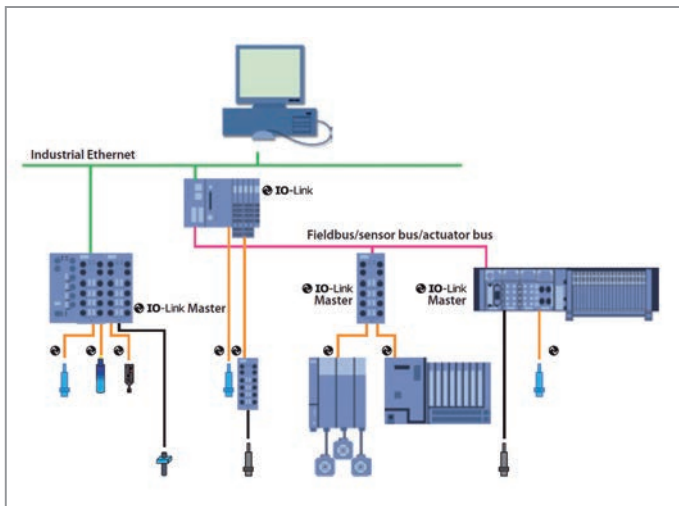 Industrial Ethernet
IO-Link
Fieldbus/sensor bus/actuator bus
IO-Link Master
IO-Link
Master
IO-Link
Master